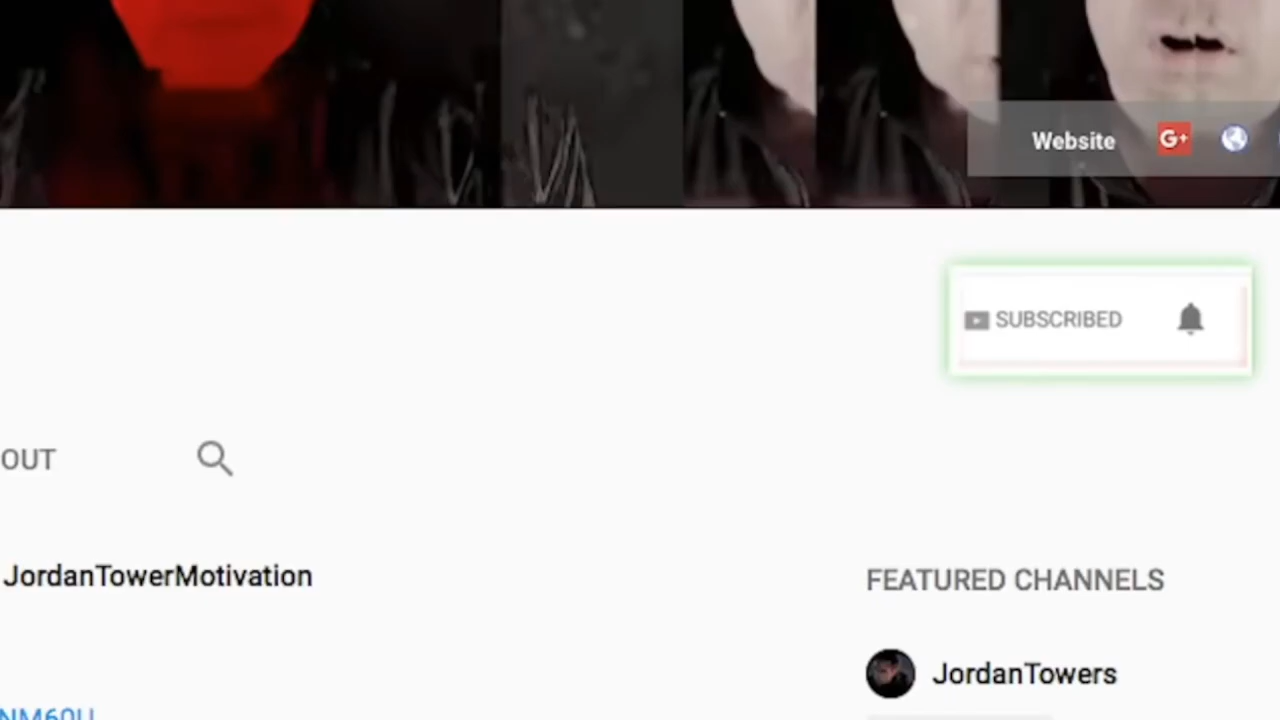 Website G+
SUBSCRIBED
OUT
JordanTowerMotivation
FEATURED CHANNELS
JordanTowers